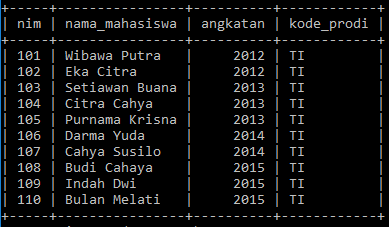 | nim | nama_mahasiswa | angkatan | kode_prodi |
| 101 | Wibawa Putra | 2012 | TI |
| 102 | Eka Citra | 2012 | TI |
| 103 | Setiawan Buana | 2013 | TI |
| 104 | Citra Cahya | 2013 | TI |
| 105 | Purnama Krisna | 2013 | TI |
| 106 | Darma Yuda | 2014 | TI |
| 107 | Cahya Susilo | 2014 | TI |
| 108 | Budi Cahaya | 2015 | TI |
| 109 | Indah Dwi | 2015 | TI |
| 110 | Bulan Melati | 2015 | TI |